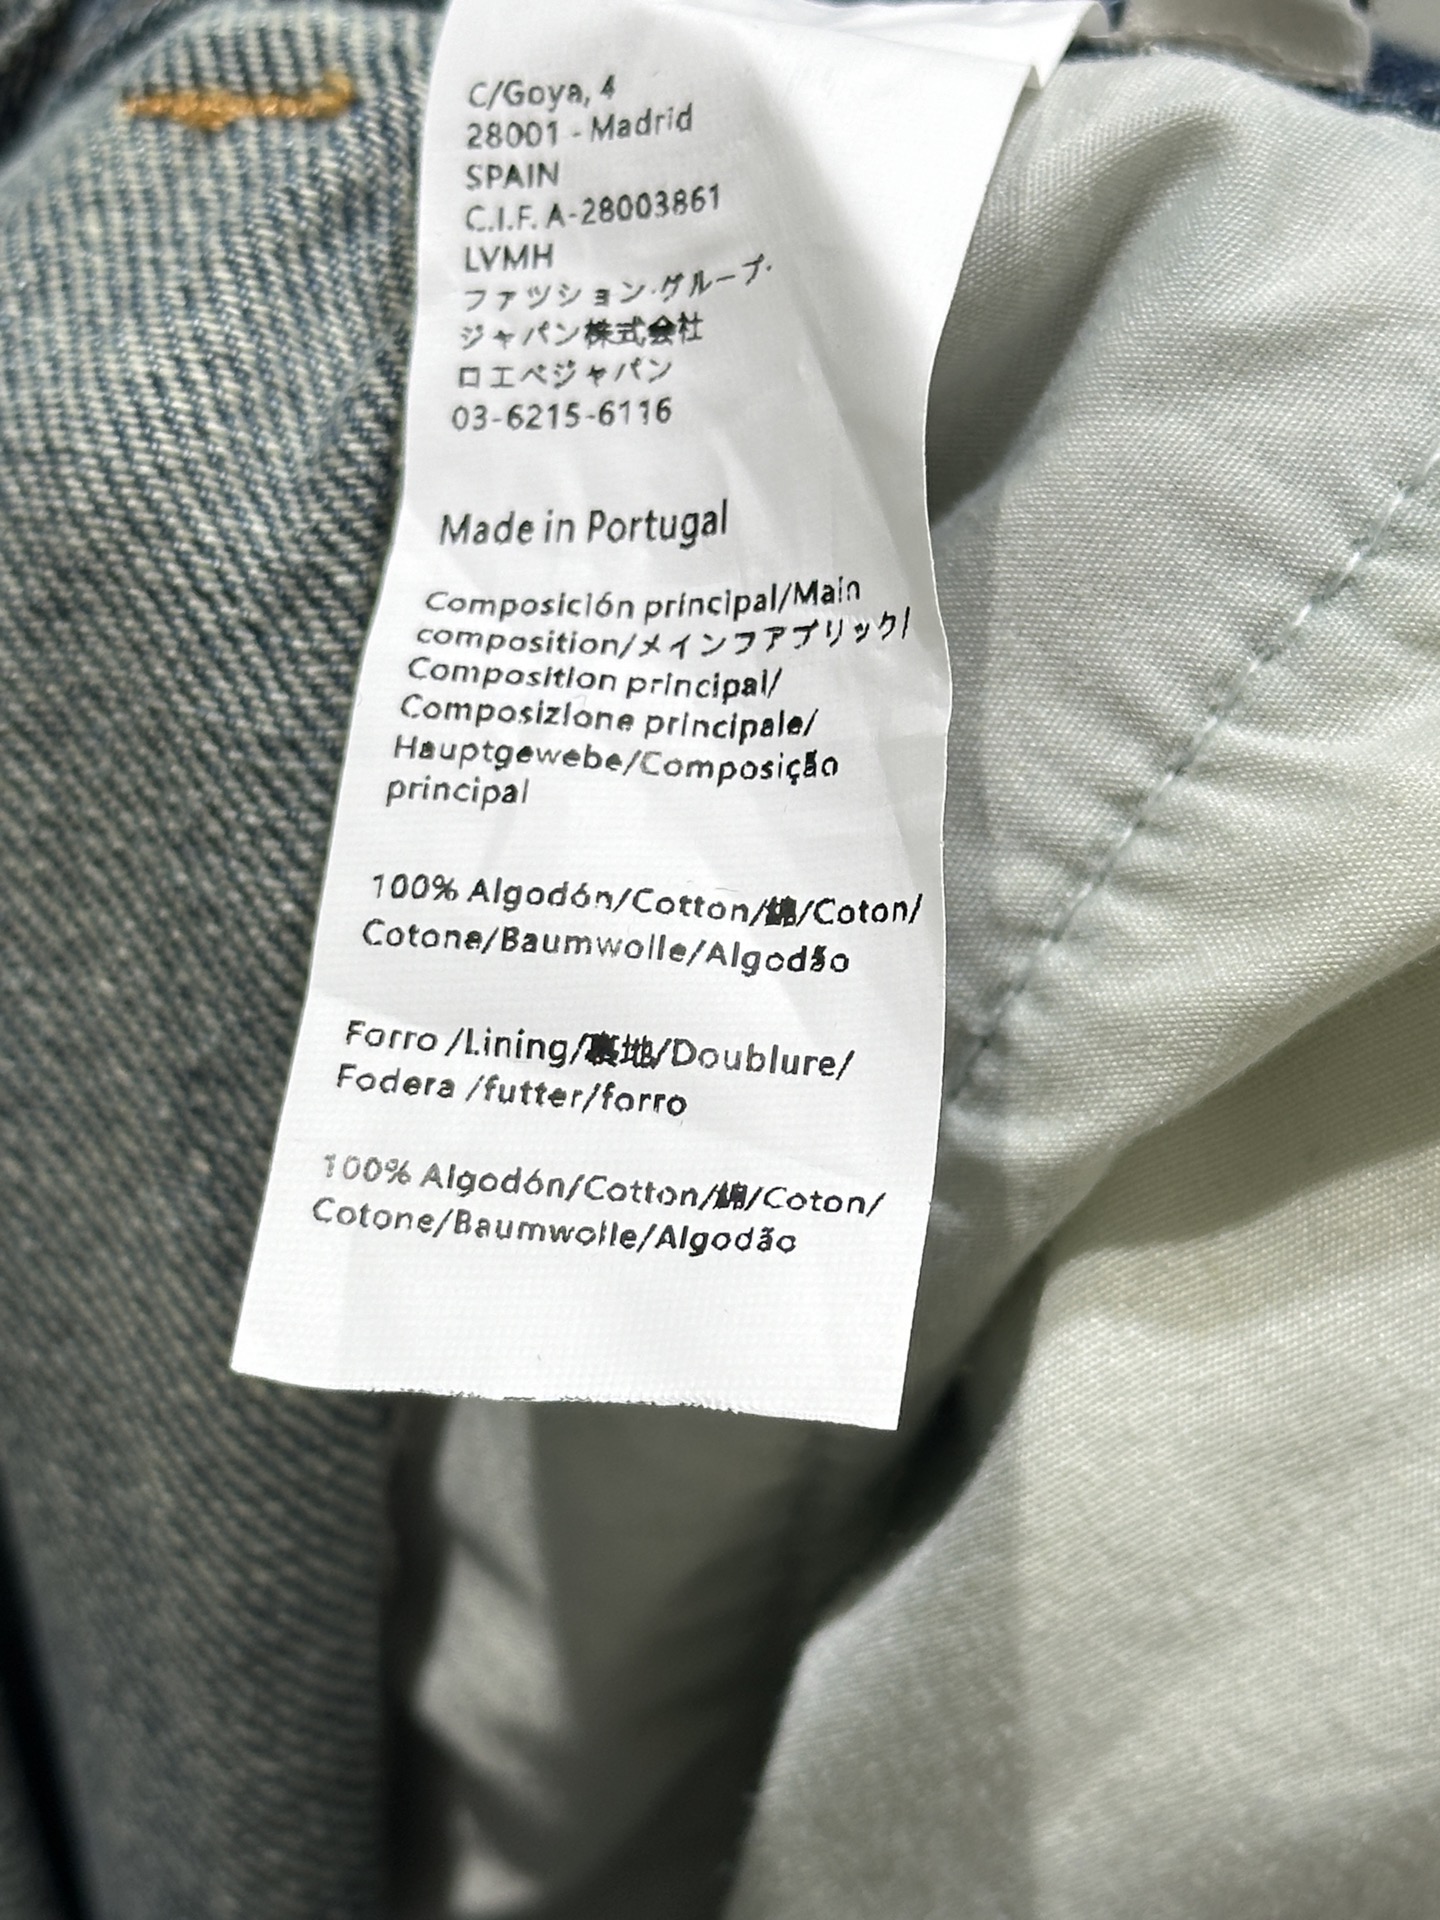 C/Goya, 4
28001 - Madrid
SPAIN
C.I.F. A-28003861
LVMH
ファッション・グループ・
ジャパン株式会社
ロエベジャパン
03-6215-6116
Made in Portugal
Composición principal/Main
composition/メインファブリック/
Composition principal/
Composizione principale/
Hauptgewebe/Composição
principal
100% Algodón/Cotton/綿/Coton/
Cotone/Baumwolle/Algodão
Forro /Lining/裏地/Doublure/
Fodera /futter/forro
100% Algodón/Cotton/綿/Coton/
Cotone/Baumwolle/Algodão